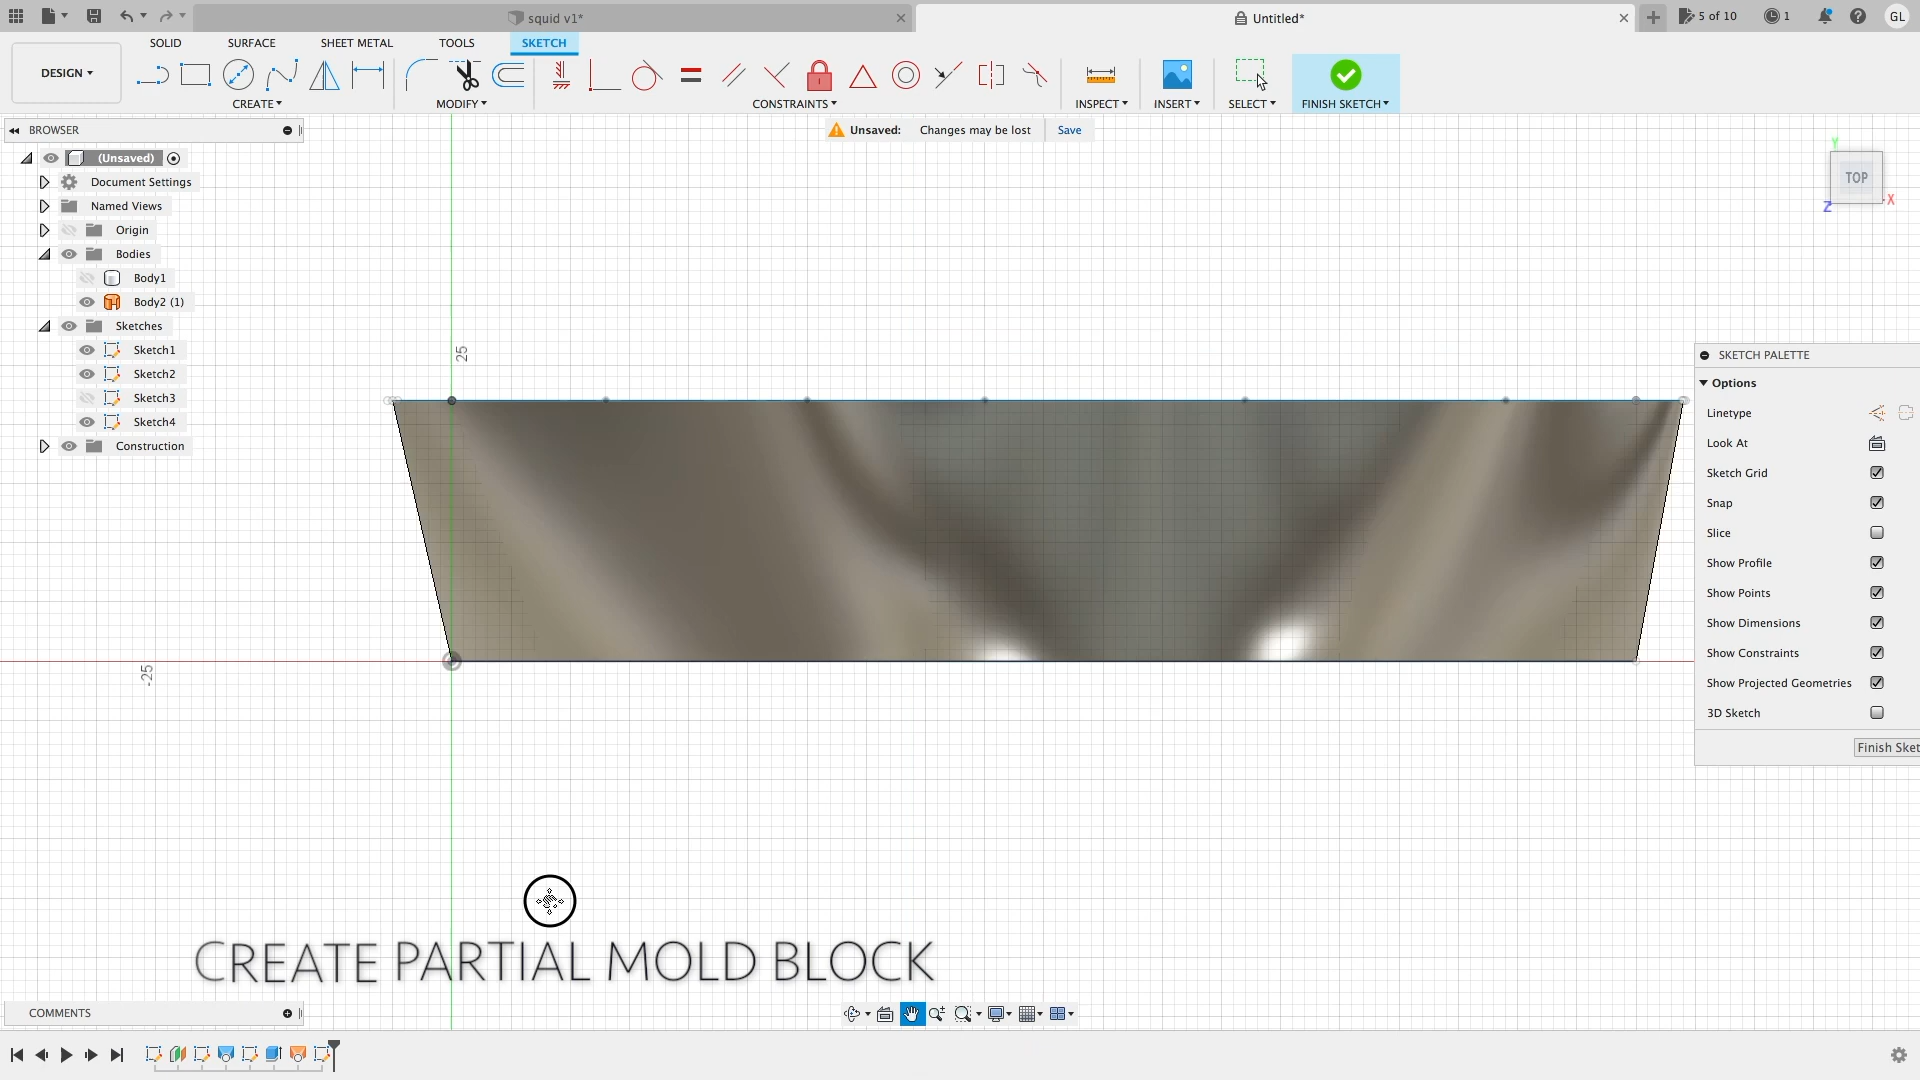 squid v1*
Untitled*
5 of 10
1
GL
SOLID
SURFACE
SHEET METAL
TOOLS
SKETCH
DESIGN
CREATE
MODIFY
CONSTRAINTS
INSPECT
INSERT
SELECT
FINISH SKETCH
BROWSER
Unsaved: Changes may be lost
Save
(Unsaved)
Document Settings
Named Views
Origin
Bodies
Body1
Body2 (1)
Sketches
Sketch1
Sketch2
Sketch3
Sketch4
Construction
Y
TOP
X
Z
25
-25
SKETCH PALETTE
Options
Linetype
Look At
Sketch Grid
Snap
Slice
Show Profile
Show Points
Show Dimensions
Show Constraints
Show Projected Geometries
3D Sketch
Finish Sket
CREATE PARTIAL MOLD BLOCK
COMMENTS